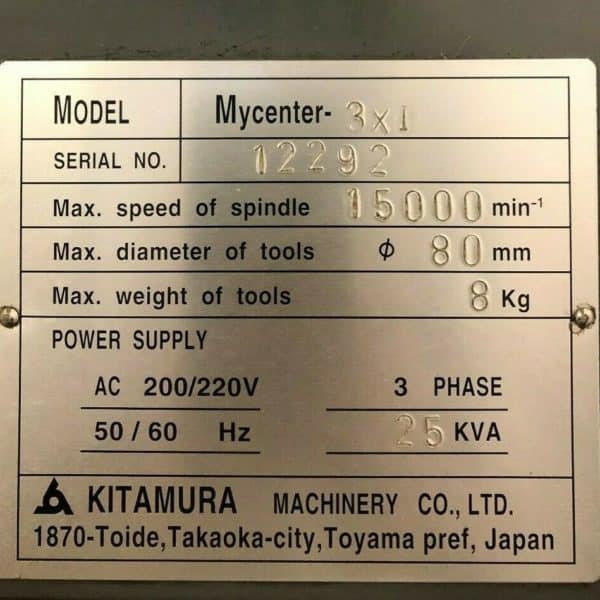 MODEL Mycenter-3XI
SERIAL NO. 12292
Max. speed of spindle 15000 min-1
Max. diameter of tools φ 80 mm
Max. weight of tools 8 Kg
POWER SUPPLY
AC 200/220V 3 PHASE
50/60 Hz 25 KVA
KITAMURA MACHINERY CO., LTD.
1870-Toide,Takaoka-city,Toyama pref, Japan